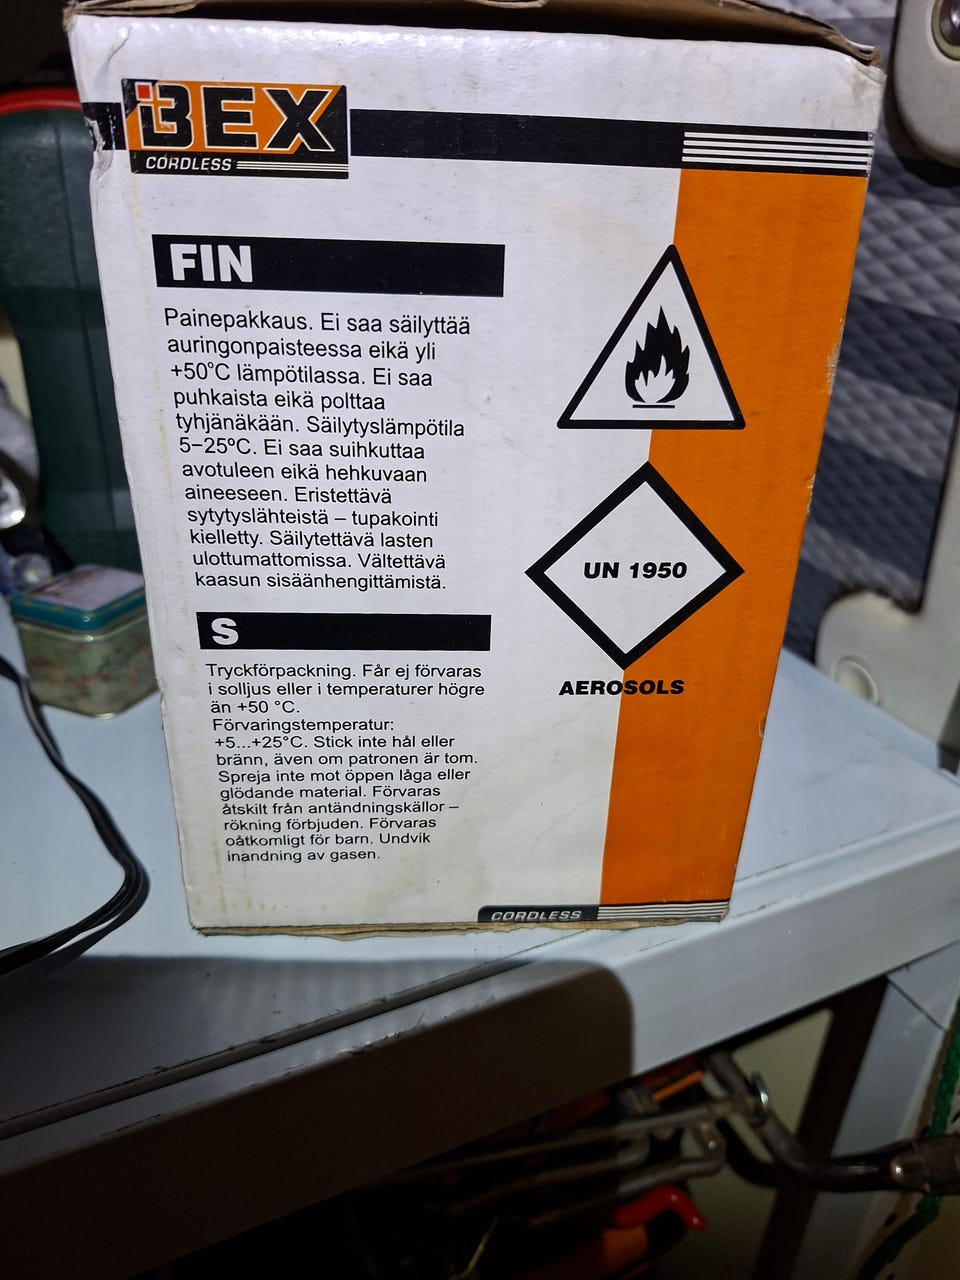 iBEX
CORDLESS
FIN
Painepakkaus. Ei saa säilyttää
auringonpaisteessa eikä yli
+50°C lämpötilassa. Ei saa
puhkaista eikä polttaa
tyhjänäkään. Säilytyslämpötila
5–25ºC. Ei saa suihkuttaa
avotuleen eikä hehkuvaan
aineeseen. Eristettävä
sytytyslähteistä – tupakointi
kielletty. Säilytettävä lasten
ulottumattomissa. Vältettävä
kaasun sisäänhengittämistä.
S
Tryckförpackning. Får ej förvaras
i solljus eller i temperaturer högre
än +50 °C.
Förvaringstemperatur:
+5...+25°C. Stick inte hål eller
bränn, även om patronen är tom.
Spreja inte mot öppen låga eller
glödande material. Förvaras
åtskilt från antändningskällor –
rökning förbjuden. Förvaras
oåtkomligt för barn. Undvik
inandning av gasen.
UN 1950
AEROSOLS
CORDLESS